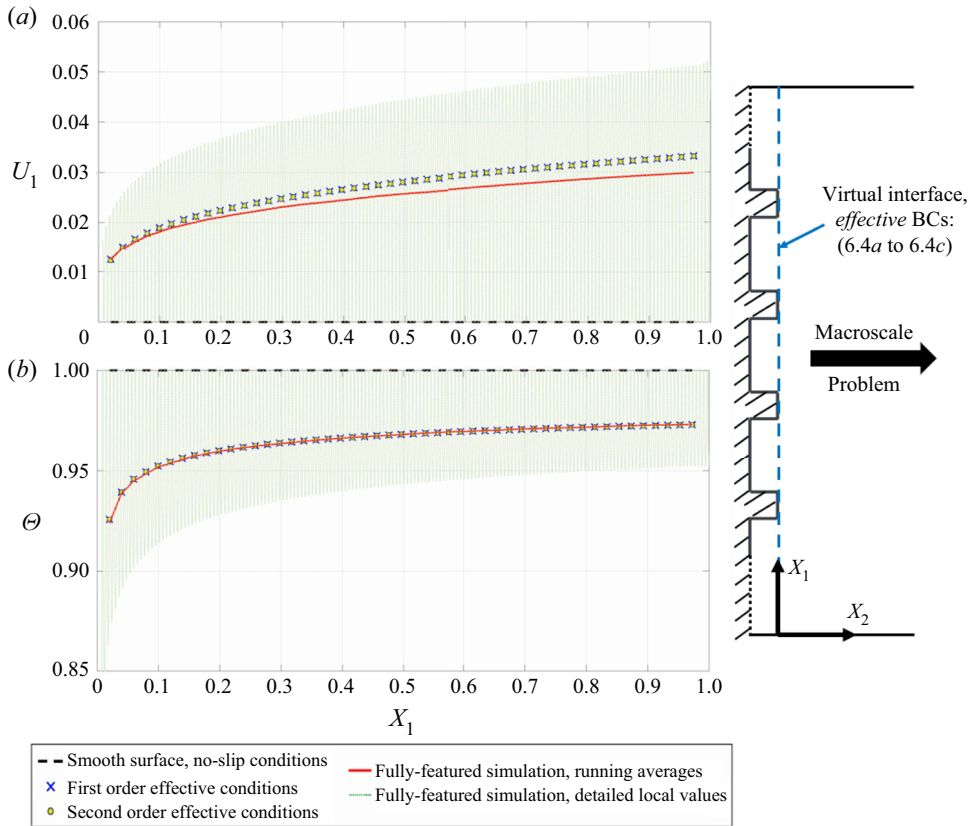 (a)
0.06
0.05
0.04
U1
0.03
0.02
0.01
0 0.1 0.2 0.3 0.4 0.5 0.6 0.7 0.8 0.9 1.0
(b)
1.00
0.95
Θ
0.90
0.85
0 0.1 0.2 0.3 0.4 0.5 0.6 0.7 0.8 0.9 1.0
X1
Virtual interface,
effective BCs:
(6.4a to 6.4c)
Macroscale
Problem
X1
X2
Smooth surface, no-slip conditions
First order effective conditions
Second order effective conditions
Fully-featured simulation, running averages
Fully-featured simulation, detailed local values